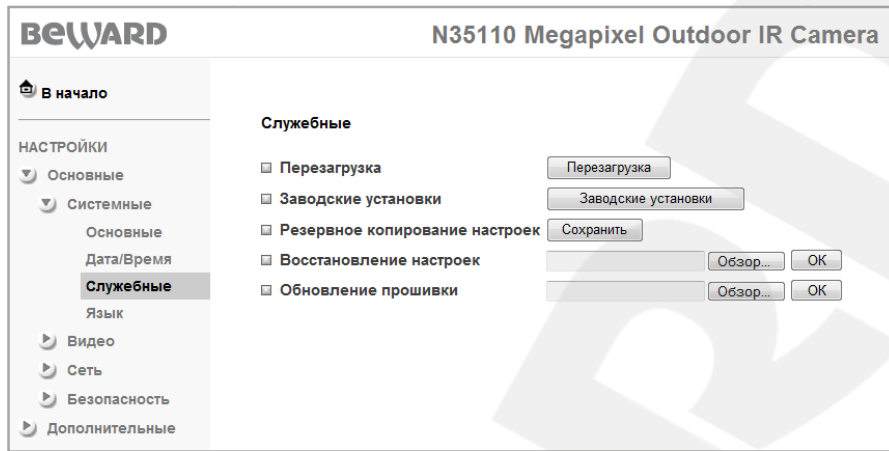 BEWARD N35110 Megapixel Outdoor IR Camera
В начало
НАСТРОЙКИ
Основные
Системные
Основные
Дата/Время
Служебные
Язык
Видео
Сеть
Безопасность
Дополнительные
Служебные
Перезагрузка Перезагрузка
Заводские установки Заводские установки
Резервное копирование настроек Сохранить
Восстановление настроек Обзор... OK
Обновление прошивки Обзор... OK